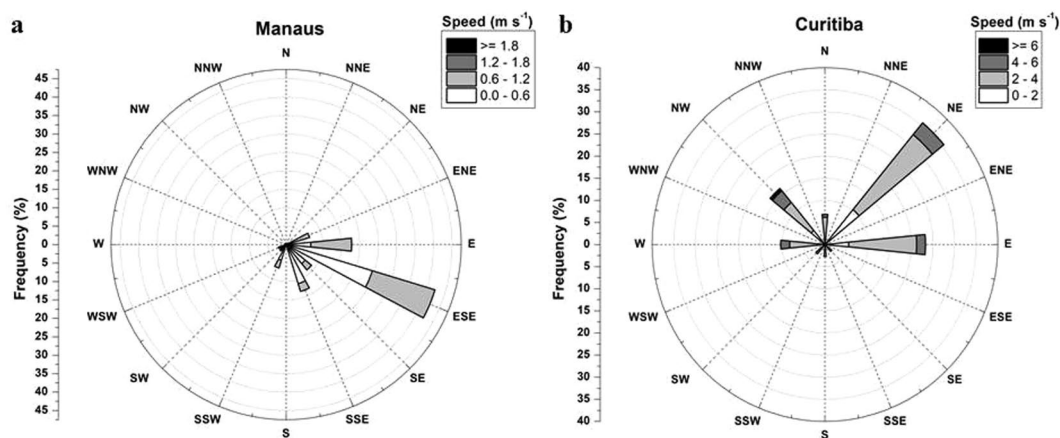 a
Manaus
Speed (m s⁻¹)
>= 1.8
1.2 - 1.8
0.6 - 1.2
0.0 - 0.6
N
NNE
NE
ENE
E
ESE
SE
SSE
S
SSW
SW
WSW
W
WNW
NW
NNW
Frequency (%)
45
40
35
30
25
20
15
10
5
0
5
10
15
20
25
30
35
40
45
b
Curitiba
Speed (m s⁻¹)
>= 6
4 - 6
2 - 4
0 - 2
N
NNE
NE
ENE
E
ESE
SE
SSE
S
SSW
SW
WSW
W
WNW
NW
NNW
Frequency (%)
40
35
30
25
20
15
10
5
0
5
10
15
20
25
30
35
40